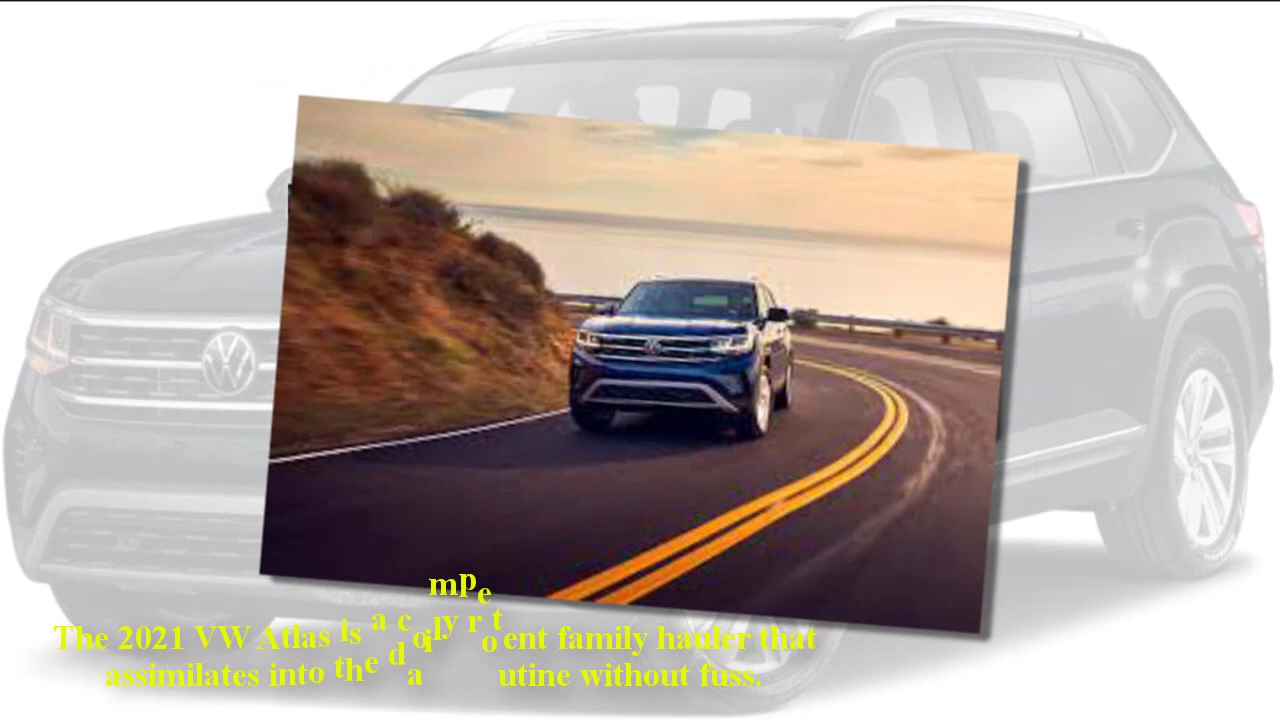 The 2021 VW Atlas is a competent family hauler that
assimilates into the daily routine without fuss.